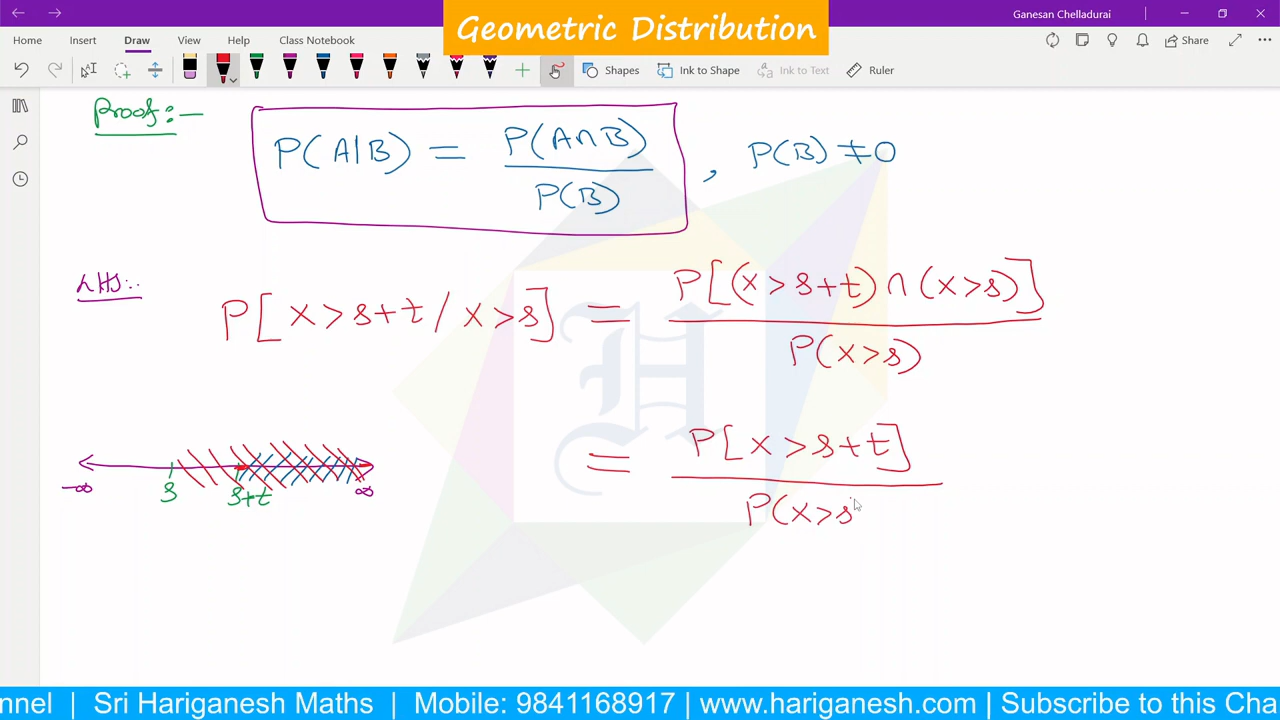 Geometric Distribution
Ganesan Chelladurai
Home Insert Draw View Help Class Notebook
Share
Shapes Ink to Shape Ink to Text Ruler
Proof:-
P(A|B) = P(A∩B) / P(B) , P(B) ≠ 0
LHS:-
P[x>s+t / x>s] = P[(x>s+t) ∩ (x>s)] / P(x>s)
= P[x>s+t] / P(x>s
-∞ s s+t ∞
nnel | Sri Hariganesh Maths | Mobile: 9841168917 | www.hariganesh.com | Subscribe to this Cha